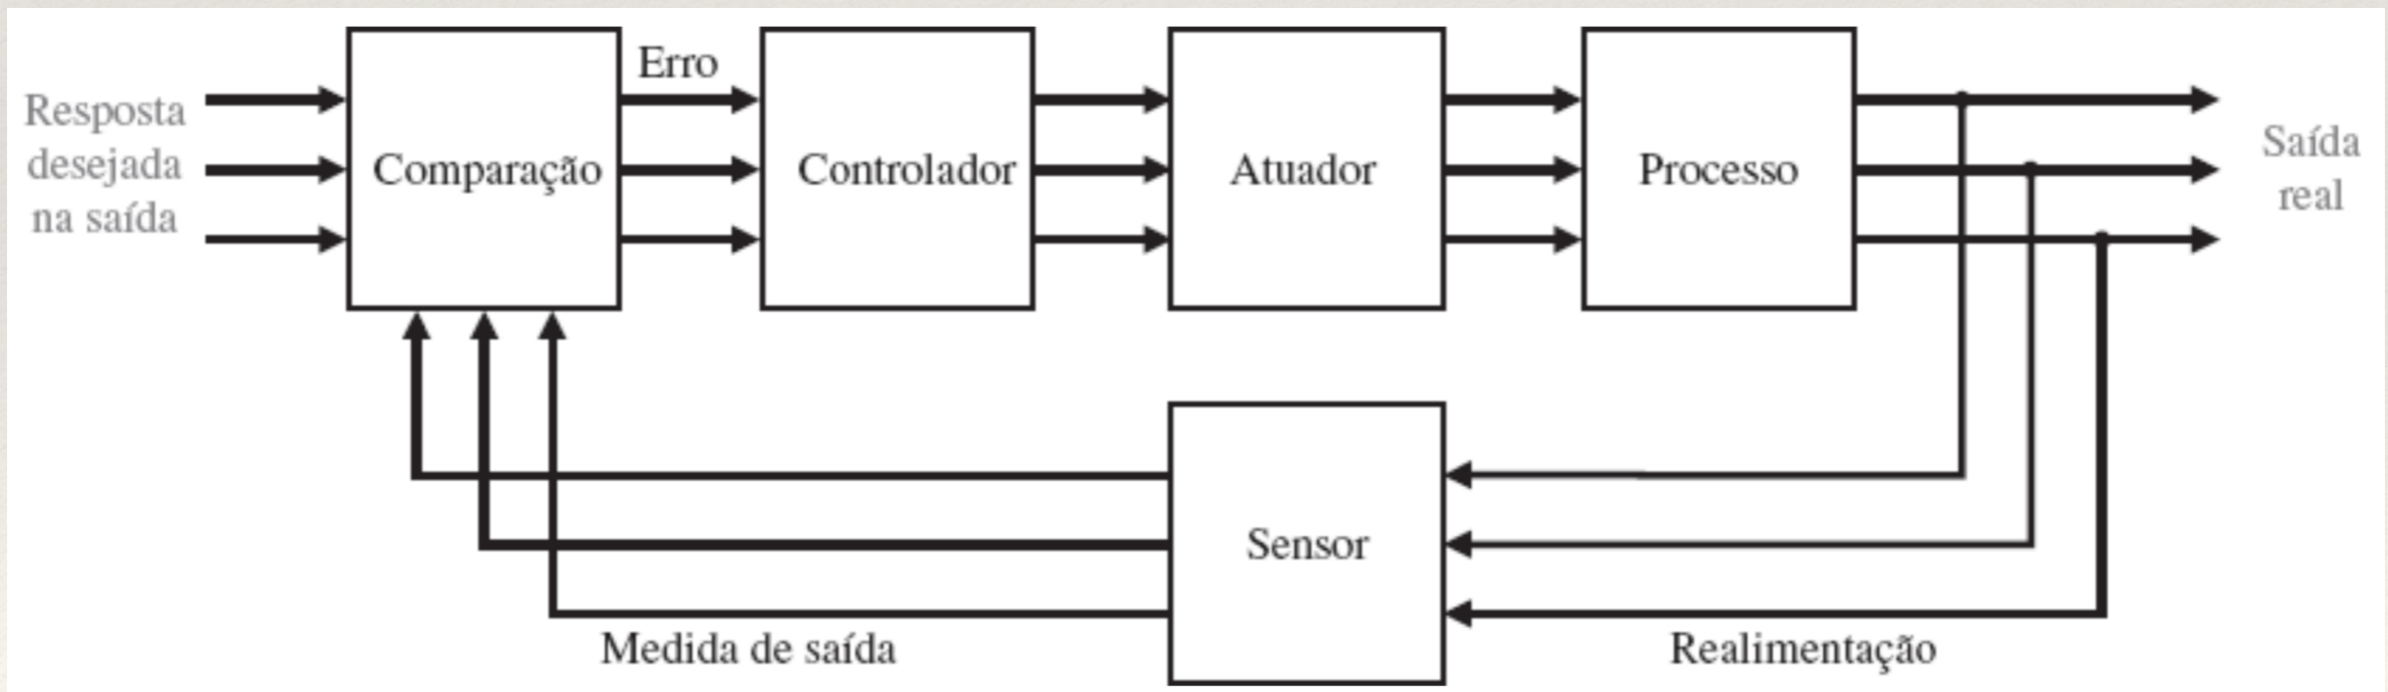 Resposta
desejada
na saída
Comparação
Erro
Controlador
Atuador
Processo
Saída
real
Sensor
Medida de saída
Realimentação